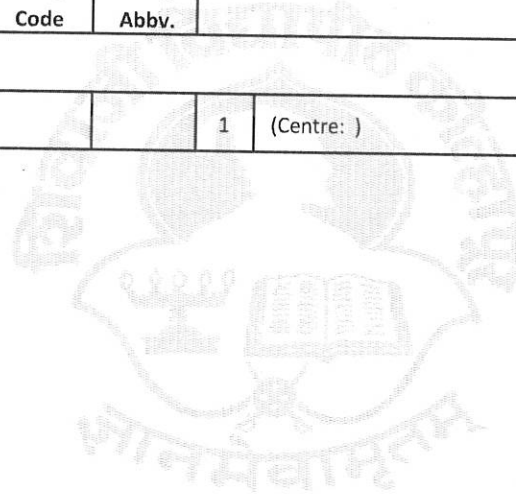 Code Abbv.
1 (Centre: )
शिवाजी विद्यापीठ कोल्हापूर
ज्ञानमेवामृतम्